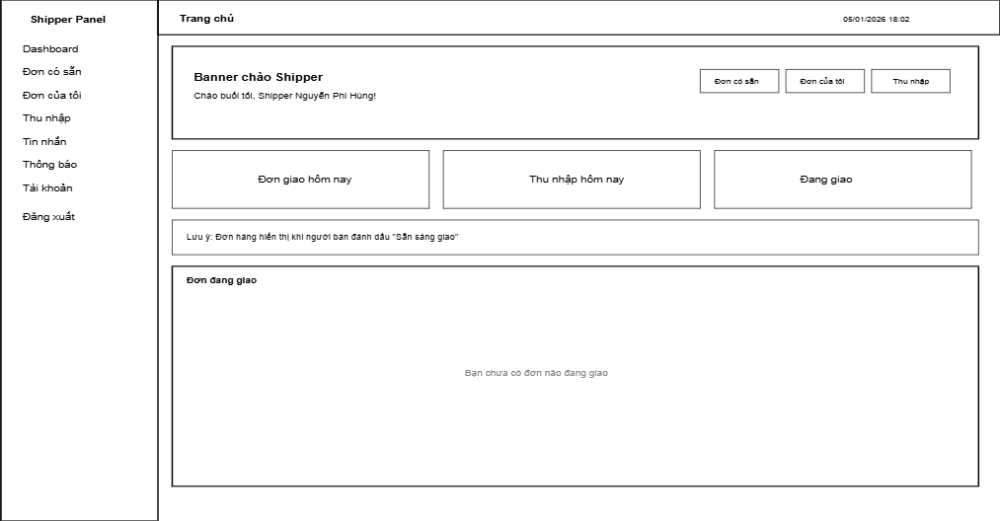 Shipper Panel
Dashboard
Đơn có sẵn
Đơn của tôi
Thu nhập
Tin nhắn
Thông báo
Tài khoản
Đăng xuất
Trang chủ
05/01/2026 18:02
Banner chào Shipper
Chào buổi tối, Shipper Nguyễn Phi Hùng!
Đơn có sẵn
Đơn của tôi
Thu nhập
Đơn giao hôm nay
Thu nhập hôm nay
Đang giao
Lưu ý: Đơn hàng hiển thị khi người bán đánh dấu "Sẵn sàng giao"
Đơn đang giao
Bạn chưa có đơn nào đang giao